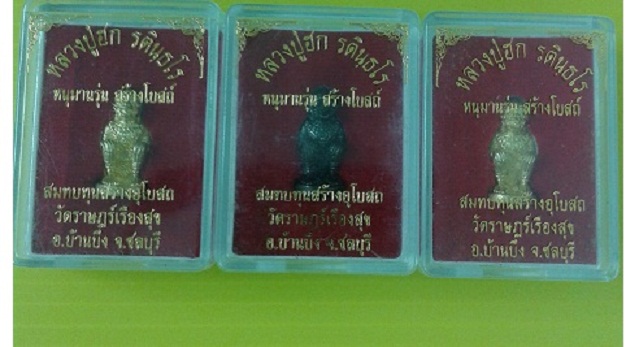 หลวงปู่ฮก รตินฺธโร
หนุมานรุ่น สร้างโบสถ์
สมทบทุนสร้างอุโบสถ
วัดราษฎร์เรืองสุข
อ.บ้านบึง จ.ชลบุรี
หลวงปู่ฮก รตินฺธโร
หนุมานรุ่น สร้างโบสถ์
สมทบทุนสร้างอุโบสถ
วัดราษฎร์เรืองสุข
อ.บ้านบึง จ.ชลบุรี
หลวงปู่ฮก รตินฺธโร
หนุมานรุ่น สร้างโบสถ์
สมทบทุนสร้างอุโบสถ
วัดราษฎร์เรืองสุข
อ.บ้านบึง จ.ชลบุรี